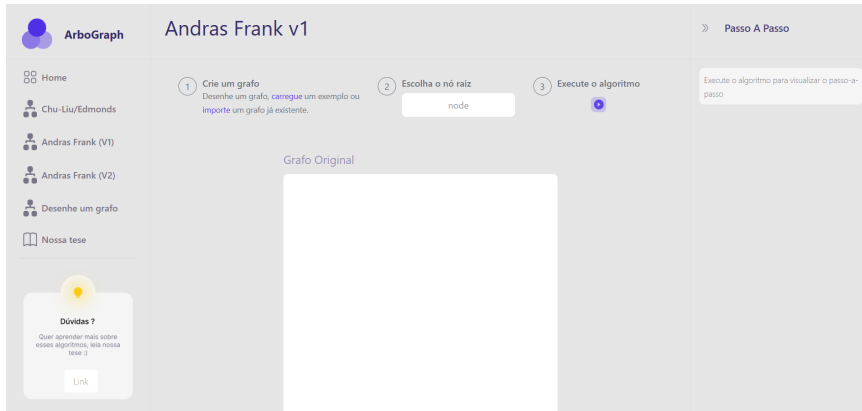 ArboGraph
Home
Chu-Liu/Edmonds
Andras Frank (V1)
Andras Frank (V2)
Desenhe um grafo
Nossa tese
Dúvidas ?
Quer aprender mais sobre
esses algoritmos, leia nossa
tese :)
Link
Andras Frank v1
1 Crie um grafo
Desenhe um grafo, carregue um exemplo ou
importe um grafo já existente.
2 Escolha o nó raiz
node
3 Execute o algoritmo
Grafo Original
Passo A Passo
Execute o algoritmo para visualizar o passo-a-
passo